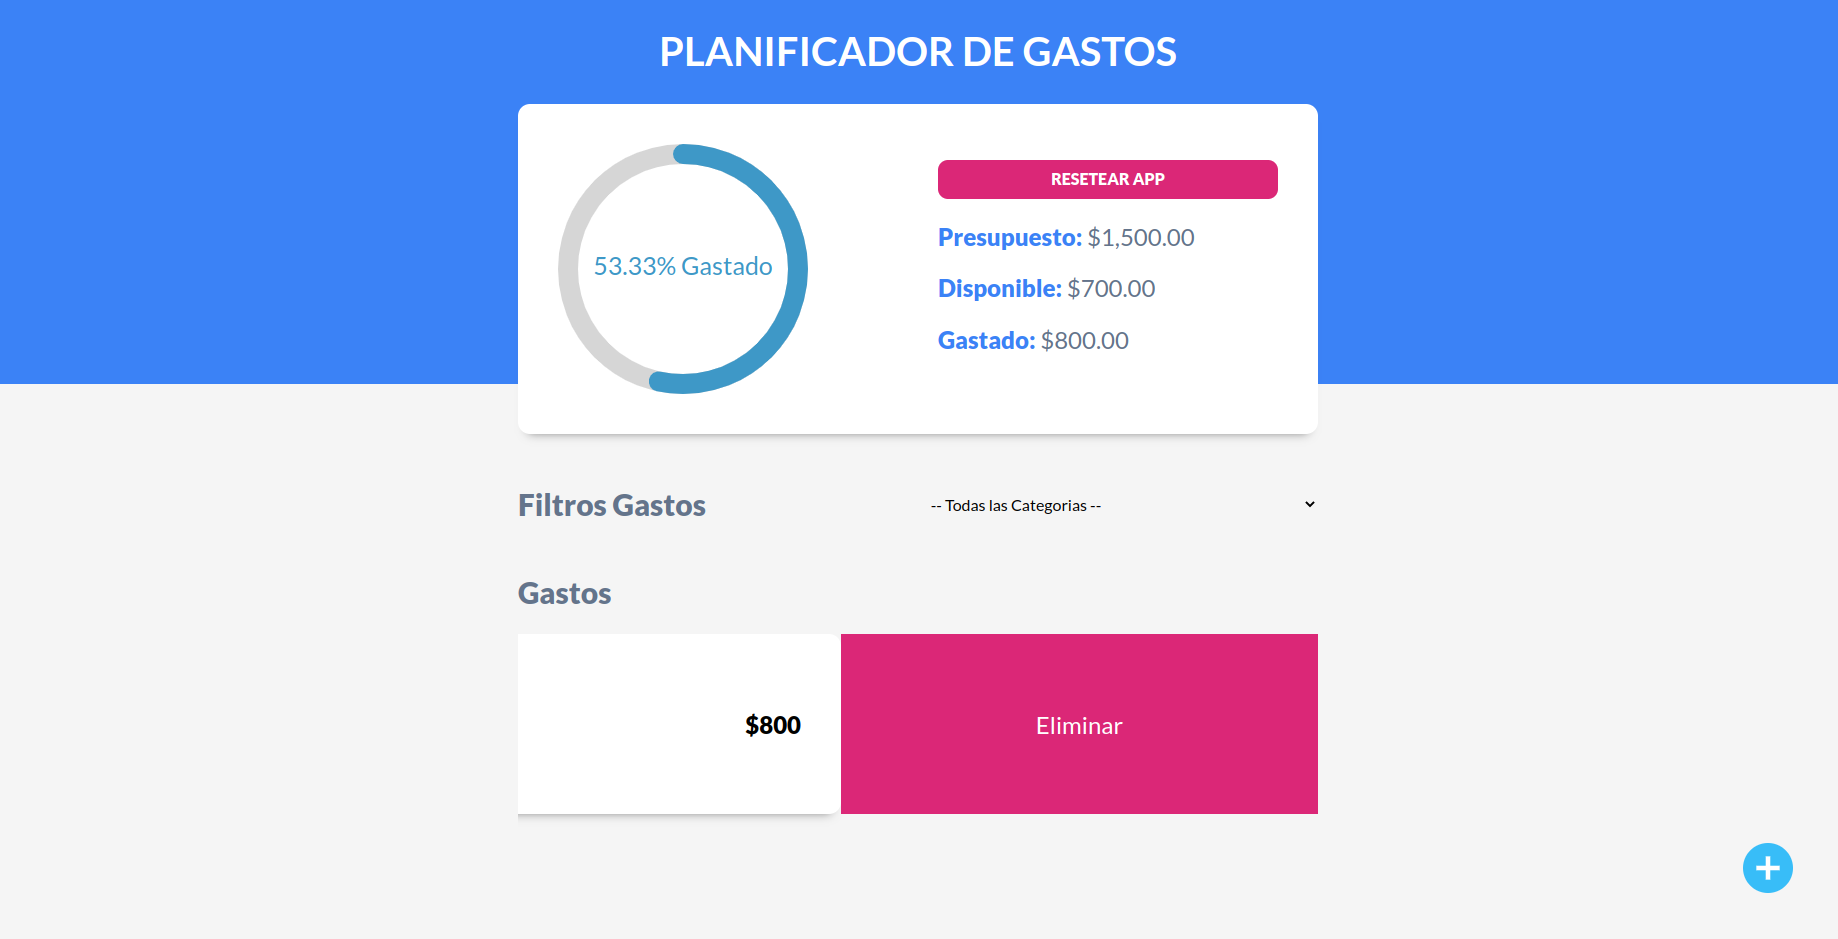 PLANIFICADOR DE GASTOS
53.33% Gastado
RESETEAR APP
Presupuesto: $1,500.00
Disponible: $700.00
Gastado: $800.00
Filtros Gastos
-- Todas las Categorias --
Gastos
$800
Eliminar